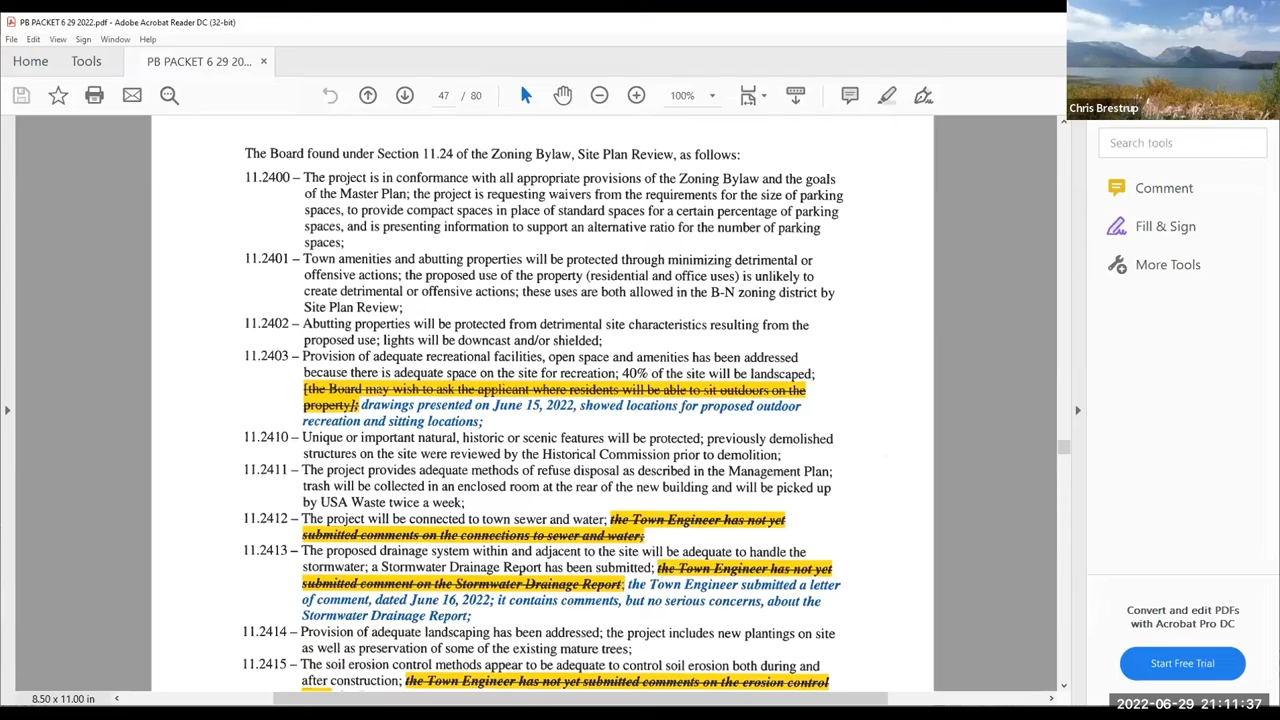 PB PACKET 6 29 2022.pdf - Adobe Acrobat Reader DC (32-bit)
File Edit View Sign Window Help
Home Tools PB PACKET 6 29 20... ×
47 / 80 100%
Chris Brestrup
Search tools
Comment
Fill & Sign
More Tools
Convert and edit PDFs
with Acrobat Pro DC
Start Free Trial
The Board found under Section 11.24 of the Zoning Bylaw, Site Plan Review, as follows:
11.2400 – The project is in conformance with all appropriate provisions of the Zoning Bylaw and the goals
of the Master Plan; the project is requesting waivers from the requirements for the size of parking
spaces, to provide compact spaces in place of standard spaces for a certain percentage of parking
spaces, and is presenting information to support an alternative ratio for the number of parking
spaces;
11.2401 – Town amenities and abutting properties will be protected through minimizing detrimental or
offensive actions; the proposed use of the property (residential and office uses) is unlikely to
create detrimental or offensive actions; these uses are both allowed in the B-N zoning district by
Site Plan Review;
11.2402 – Abutting properties will be protected from detrimental site characteristics resulting from the
proposed use; lights will be downcast and/or shielded;
11.2403 – Provision of adequate recreational facilities, open space and amenities has been addressed
because there is adequate space on the site for recreation; 40% of the site will be landscaped;
[the Board may wish to ask the applicant where residents will be able to sit outdoors on the
property]; drawings presented on June 15, 2022, showed locations for proposed outdoor
recreation and sitting locations;
11.2410 – Unique or important natural, historic or scenic features will be protected; previously demolished
structures on the site were reviewed by the Historical Commission prior to demolition;
11.2411 – The project provides adequate methods of refuse disposal as described in the Management Plan;
trash will be collected in an enclosed room at the rear of the new building and will be picked up
by USA Waste twice a week;
11.2412 – The project will be connected to town sewer and water; the Town Engineer has not yet
submitted comments on the connections to sewer and water;
11.2413 – The proposed drainage system within and adjacent to the site will be adequate to handle the
stormwater; a Stormwater Drainage Report has been submitted; the Town Engineer has not yet
submitted comment on the Stormwater Drainage Report; the Town Engineer submitted a letter
of comment, dated June 16, 2022; it contains comments, but no serious concerns, about the
Stormwater Drainage Report;
11.2414 – Provision of adequate landscaping has been addressed; the project includes new plantings on site
as well as preservation of some of the existing mature trees;
11.2415 – The soil erosion control methods appear to be adequate to control soil erosion both during and
after construction; the Town Engineer has not yet submitted comments on the erosion control
8.50 x 11.00 in
2022-06-29 21:11:37